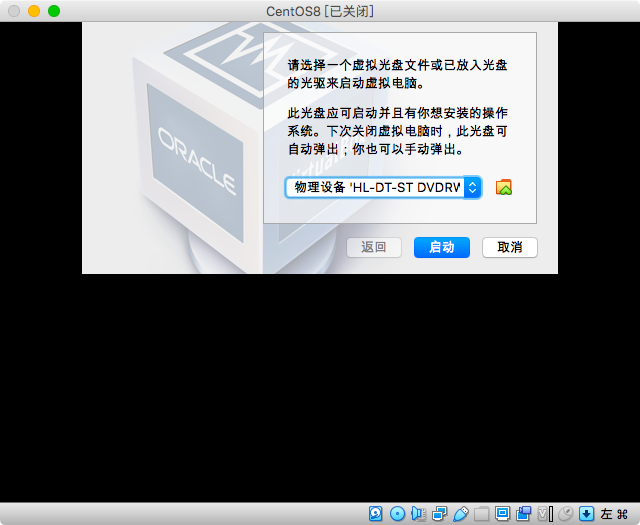 CentOS8 [已关闭]
请选择一个虚拟光盘文件或已放入光盘
的光驱来启动虚拟电脑。
此光盘应可启动并且有你想安装的操作
系统。下次关闭虚拟电脑时，此光盘可
自动弹出；你也可以手动弹出。
ORACLE
物理设备 'HL-DT-ST DVDRW
返回
启动
取消
左 ⌘